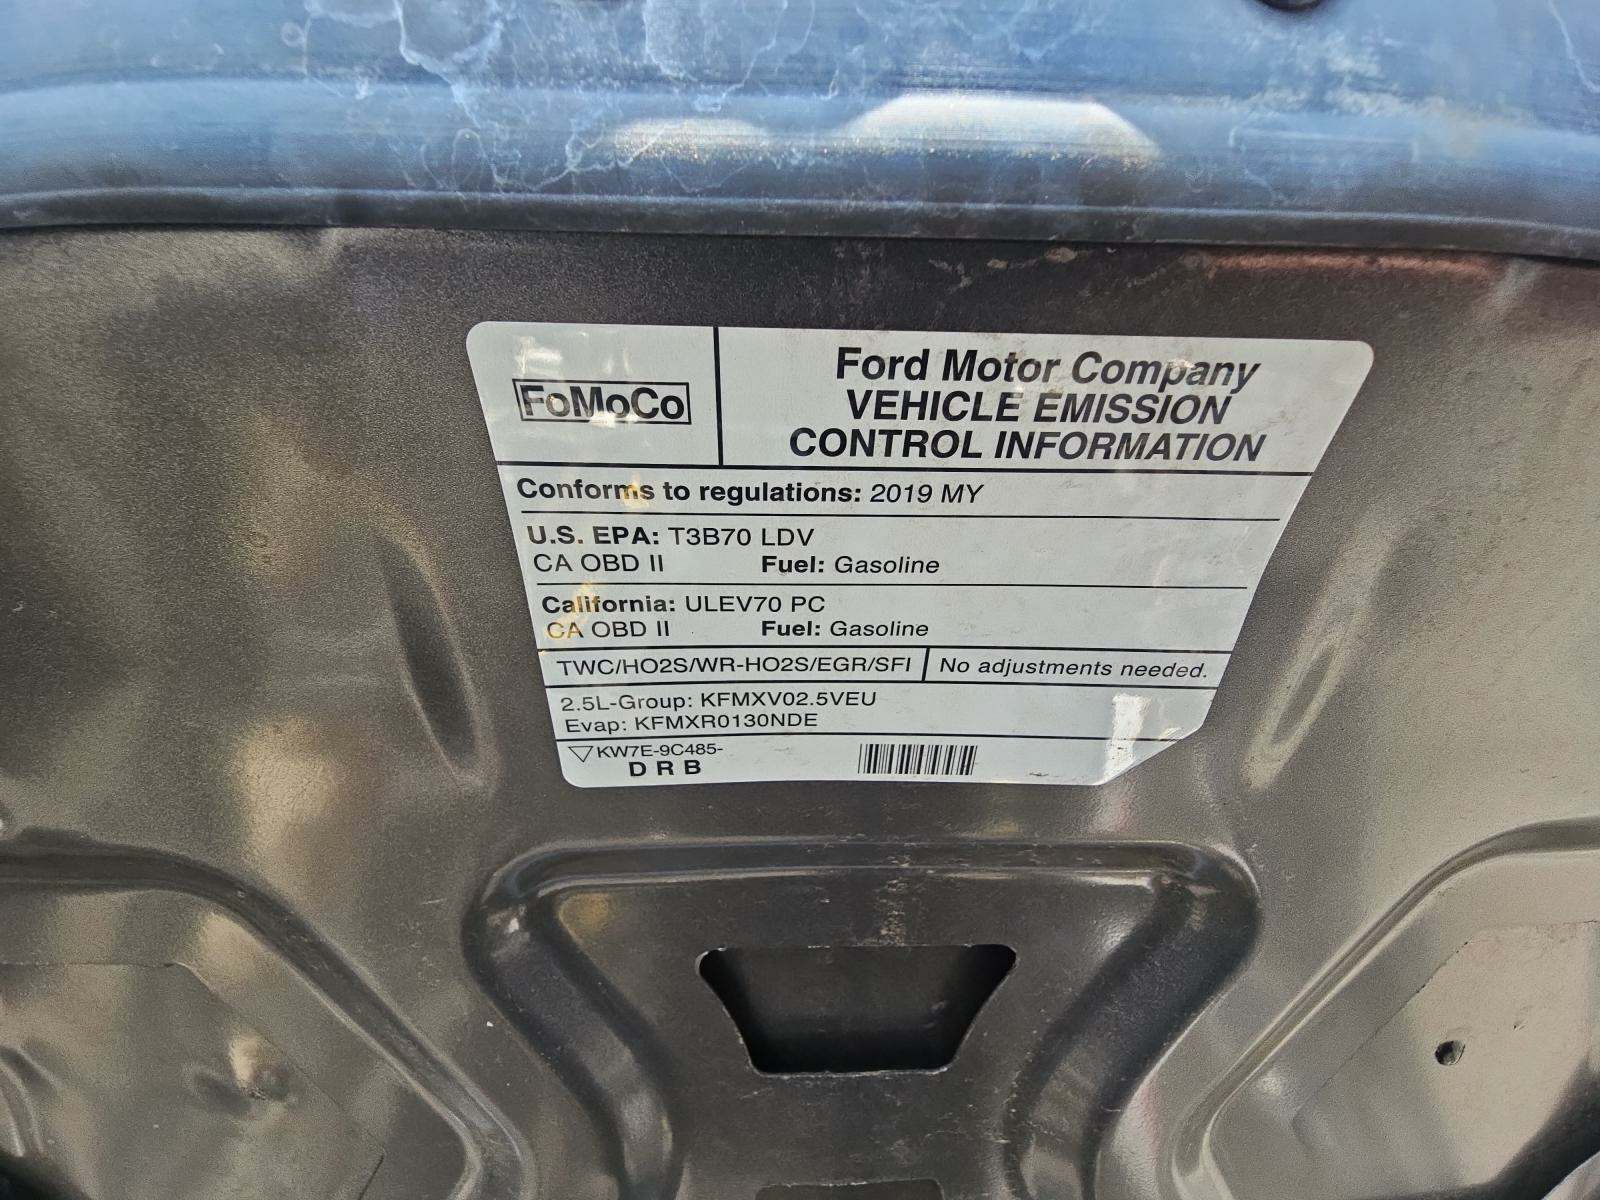 FoMoCo
Ford Motor Company
VEHICLE EMISSION
CONTROL INFORMATION
Conforms to regulations: 2019 MY
U.S. EPA: T3B70 LDV
CA OBD II Fuel: Gasoline
California: ULEV70 PC
CA OBD II Fuel: Gasoline
TWC/HO2S/WR-HO2S/EGR/SFI No adjustments needed.
2.5L-Group: KFMXV02.5VEU
Evap: KFMXR0130NDE
KW7E-9C485-
D R B